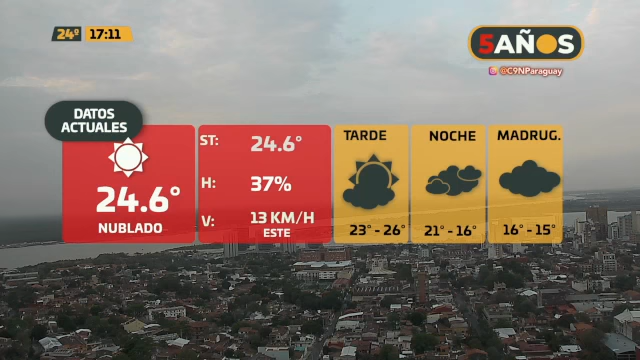 24º 17:11
5AÑOS
@C9NParaguay
DATOS
ACTUALES
24.6°
NUBLADO
ST: 24.6°
H: 37%
V: 13 KM/H
ESTE
TARDE
23° - 26°
NOCHE
21° - 16°
MADRUG.
16° - 15°